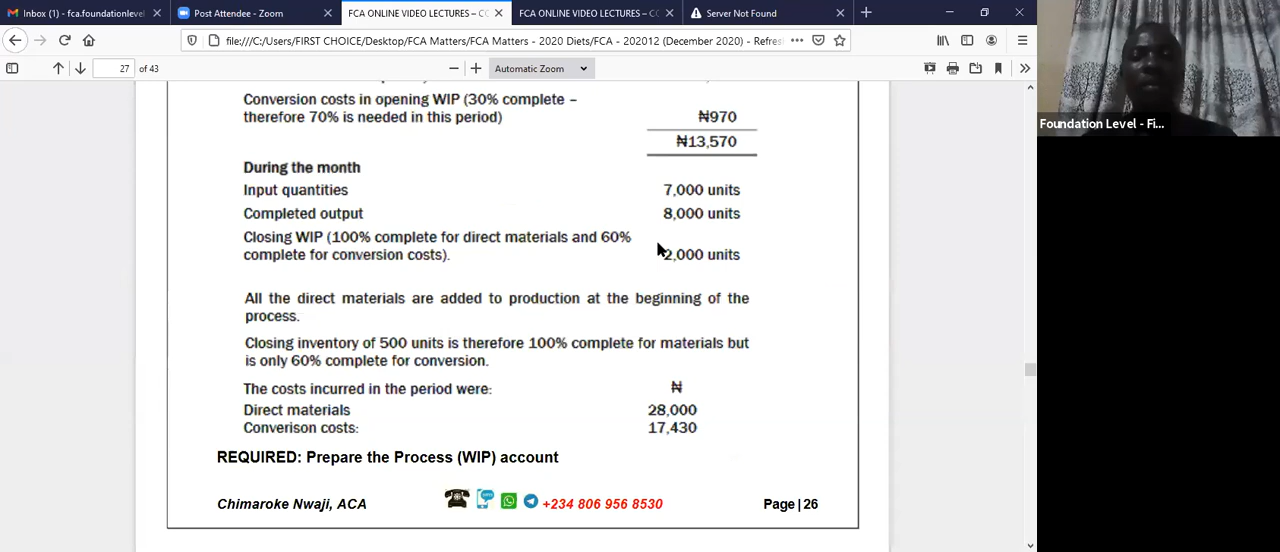 Inbox (1) - fca.foundationlevel
Post Attendee - Zoom
FCA ONLINE VIDEO LECTURES – CC
FCA ONLINE VIDEO LECTURES – CC
Server Not Found
file:///C:/Users/FIRST CHOICE/Desktop/FCA Matters/FCA Matters - 2020 Diets/FCA - 202012 (December 2020) - Refres
27 of 43
Automatic Zoom
Foundation Level - Fi...
Conversion costs in opening WIP (30% complete –
therefore 70% is needed in this period) ₦970
₦13,570
During the month
Input quantities 7,000 units
Completed output 8,000 units
Closing WIP (100% complete for direct materials and 60%
complete for conversion costs). 2,000 units
All the direct materials are added to production at the beginning of the
process.
Closing inventory of 500 units is therefore 100% complete for materials but
is only 60% complete for conversion.
The costs incurred in the period were: ₦
Direct materials 28,000
Converison costs: 17,430
REQUIRED: Prepare the Process (WIP) account
Chimaroke Nwaji, ACA +234 806 956 8530 Page | 26